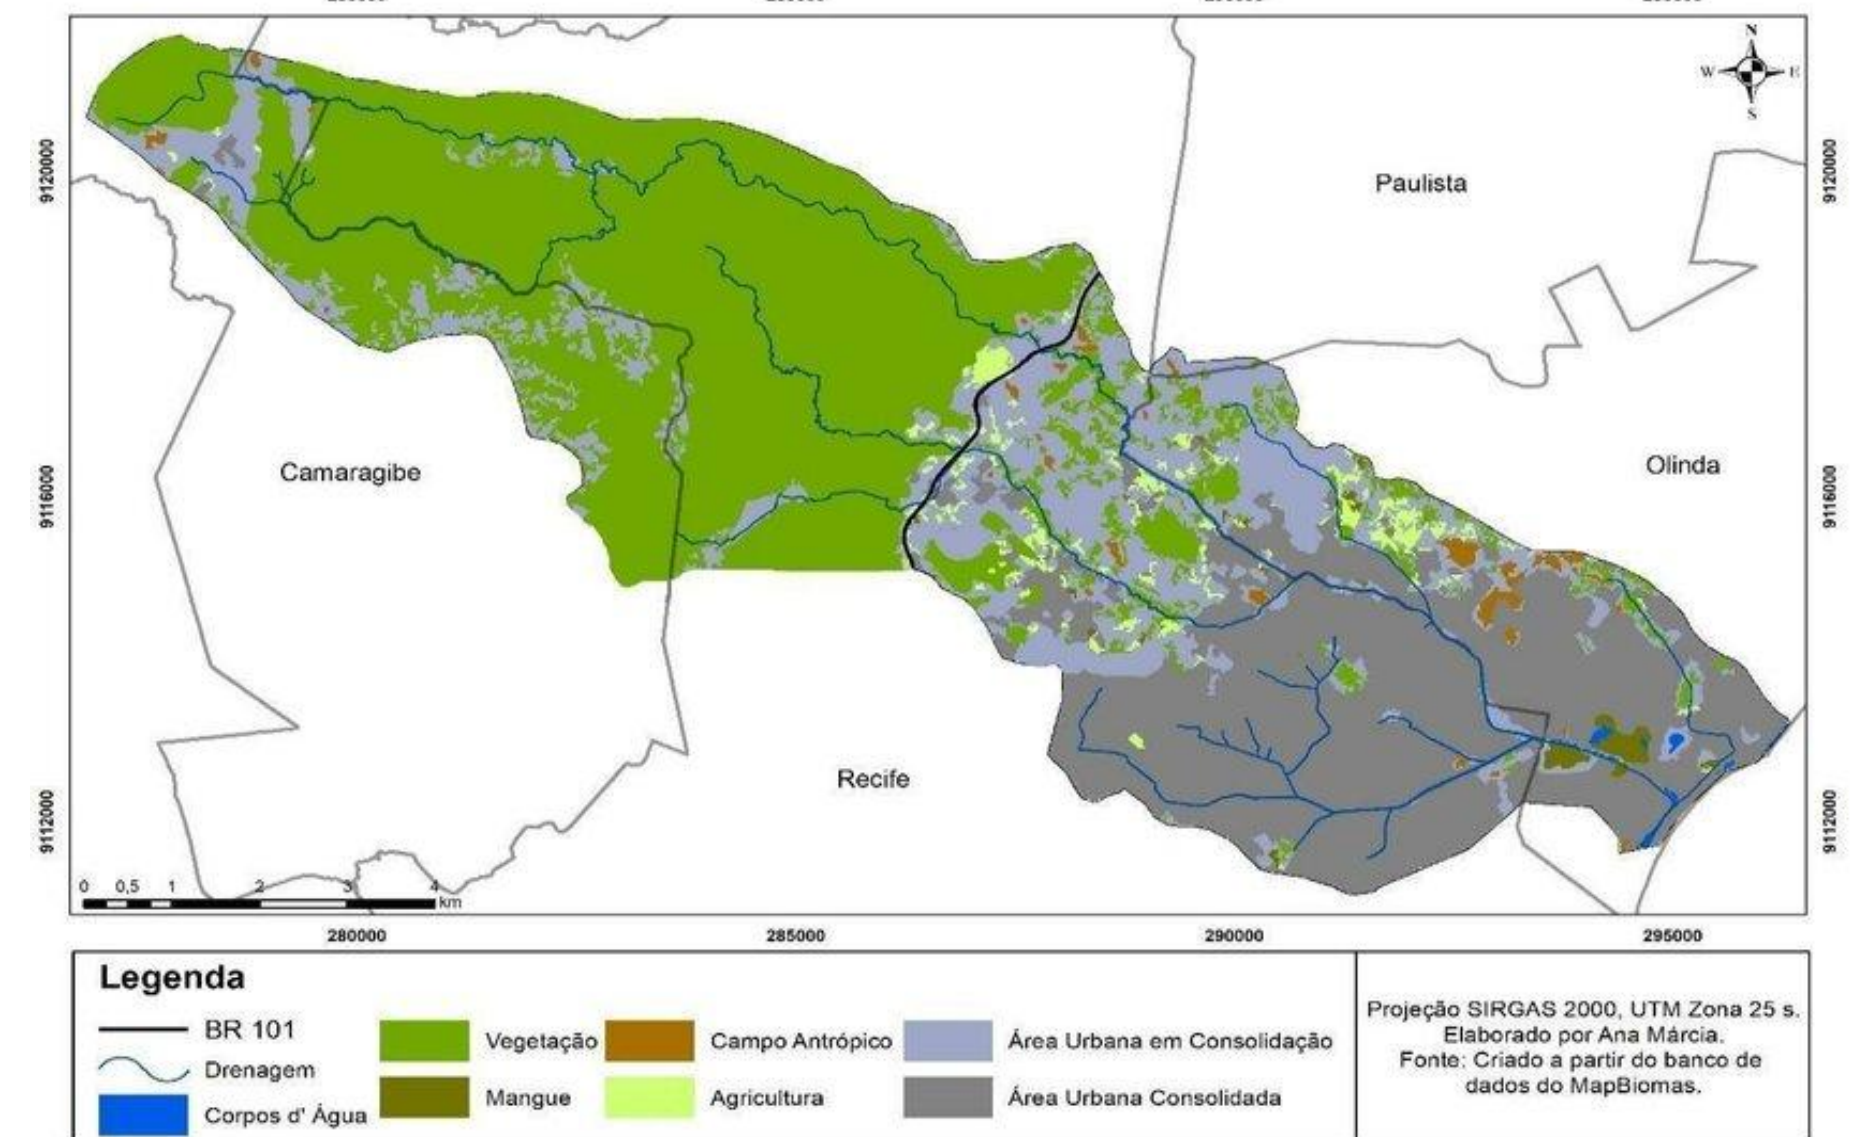 N
W E
S
9120000
9120000
Paulista
Olinda
Camaragibe
9116000
9116000
Recife
9112000
9112000
0 0,5 1 2 3 4
km
280000 285000 290000 295000
Legenda
BR 101
Drenagem
Corpos d' Água
Vegetação
Mangue
Campo Antrópico
Agricultura
Área Urbana em Consolidação
Área Urbana Consolidada
Projeção SIRGAS 2000, UTM Zona 25 s.
Elaborado por Ana Márcia.
Fonte: Criado a partir do banco de
dados do MapBiomas.